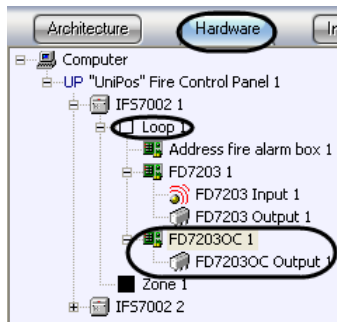 Architecture Hardware
Computer
UP "UniPos" Fire Control Panel 1
IFS7002 1
Loop 1
Address fire alarm box 1
FD7203 1
FD7203 Input 1
FD7203 Output 1
FD7203OC 1
FD7203OC Output 1
Zone 1
IFS7002 2